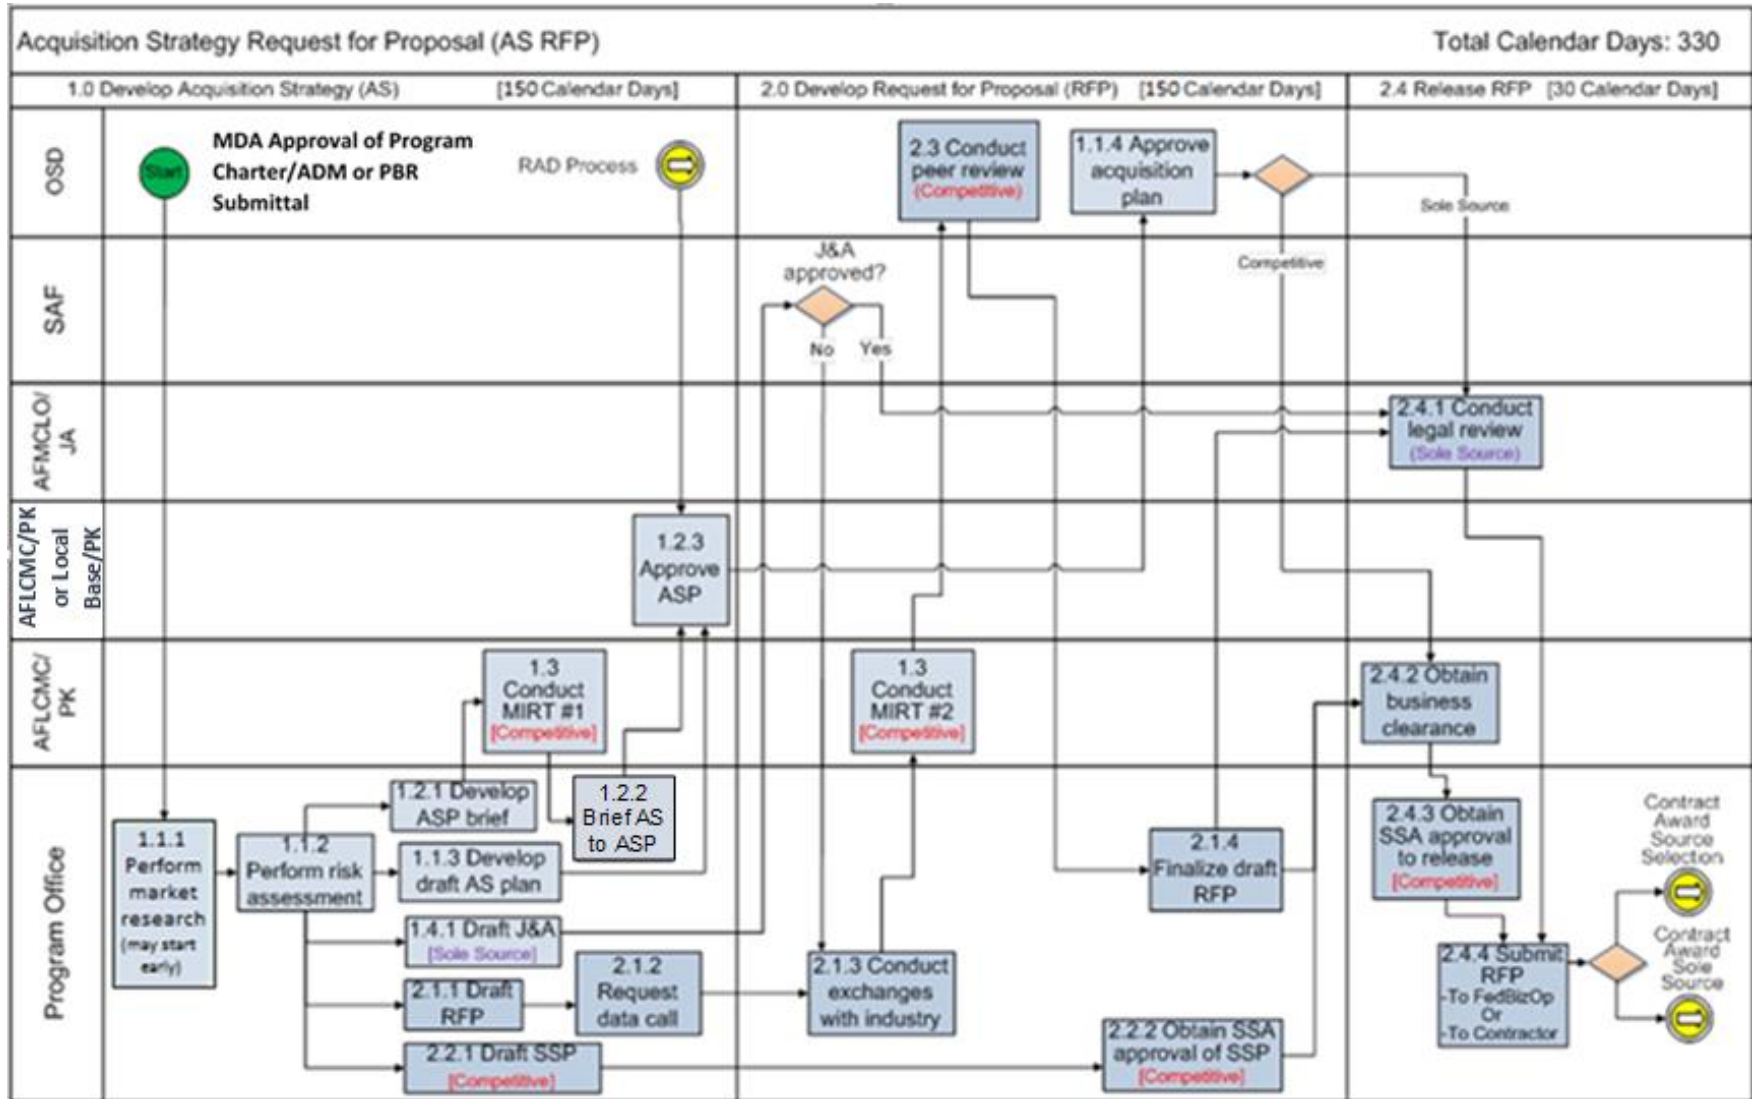 Acquisition Strategy Request for Proposal (AS RFP)
Total Calendar Days: 330
1.0 Develop Acquisition Strategy (AS)
[150 Calendar Days]
2.0 Develop Request for Proposal (RFP)
[150 Calendar Days]
2.4 Release RFP
[30 Calendar Days]
OSD
Start
MDA Approval of Program
Charter/ADM or PBR
Submittal
RAD Process
2.3 Conduct
peer review
(Competitive)
1.1.4 Approve
acquisition
plan
Sole Source
Competitive
SAF
J&A
approved?
No
Yes
AFMCLO/
JA
2.4.1 Conduct
legal review
(Sole Source)
AFLCMC/PK
or Local
Base/PK
1.2.3
Approve
ASP
AFLCMC/
PK
1.3
Conduct
MIRT #1
[Competitive]
1.3
Conduct
MIRT #2
[Competitive]
2.4.2 Obtain
business
clearance
Program Office
1.1.1
Perform
market
research
(may start
early)
1.1.2
Perform risk
assessment
1.2.1 Develop
ASP brief
1.2.2
Brief AS
to ASP
1.1.3 Develop
draft AS plan
1.4.1 Draft J&A
[Sole Source]
2.1.1 Draft
RFP
2.1.2
Request
data call
2.2.1 Draft SSP
[Competitive]
2.1.3 Conduct
exchanges
with industry
2.1.4
Finalize draft
RFP
2.2.2 Obtain SSA
approval of SSP
[Competitive]
2.4.3 Obtain
SSA approval
to release
[Competitive]
2.4.4 Submit
RFP
-To FedBizOp
Or
-To Contractor
Contract
Award
Source
Selection
Contract
Award
Sole
Source